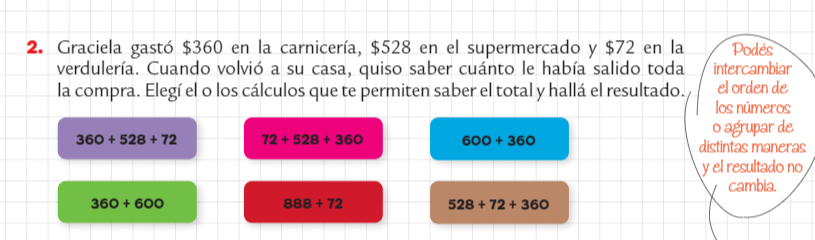 2. Graciela gastó $360 en la carnicería, $528 en el supermercado y $72 en la
verdulería. Cuando volvió a su casa, quiso saber cuánto le había salido toda
la compra. Elegí el o los cálculos que te permiten saber el total y hallá el resultado.
360 + 528 + 72
72 + 528 + 360
600 + 360
360 + 600
888 + 72
528 + 72 + 360
Podés
intercambiar
el orden de
los números
o agrupar de
distintas maneras
y el resultado no
cambia.